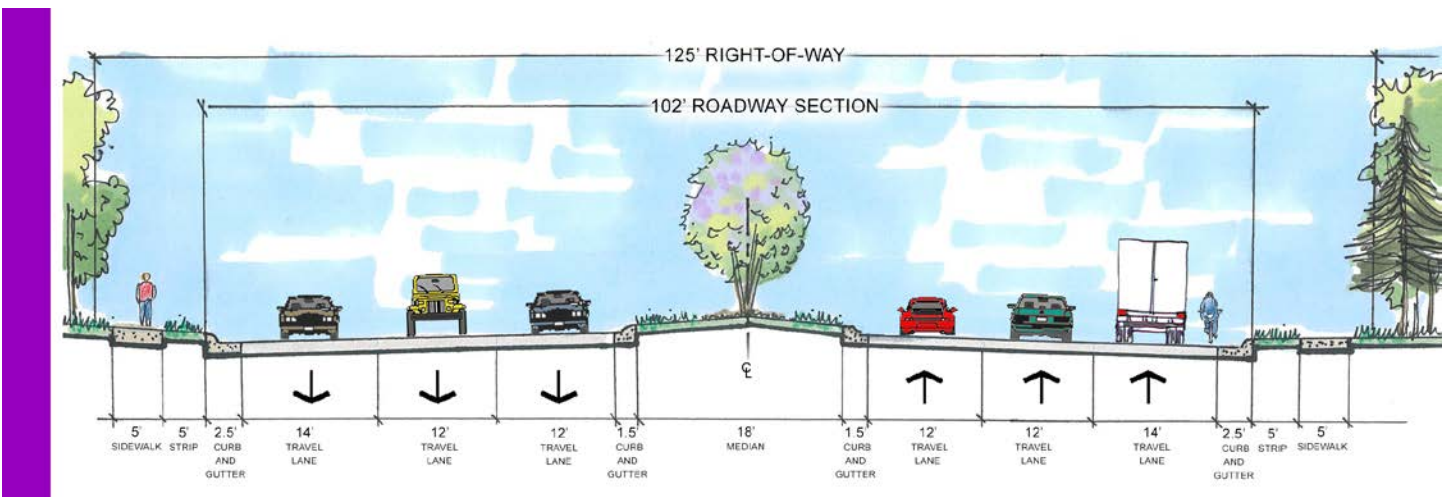 125' RIGHT-OF-WAY
102' ROADWAY SECTION
℄
5' 5' 2.5' 14' 12' 12' 1.5' 18' 1.5' 12' 12' 14' 2.5' 5' 5'
SIDEWALK STRIP CURB TRAVEL TRAVEL TRAVEL CURB MEDIAN CURB TRAVEL TRAVEL TRAVEL CURB STRIP SIDEWALK
AND LANE LANE LANE AND AND LANE LANE LANE AND
GUTTER GUTTER GUTTER GUTTER